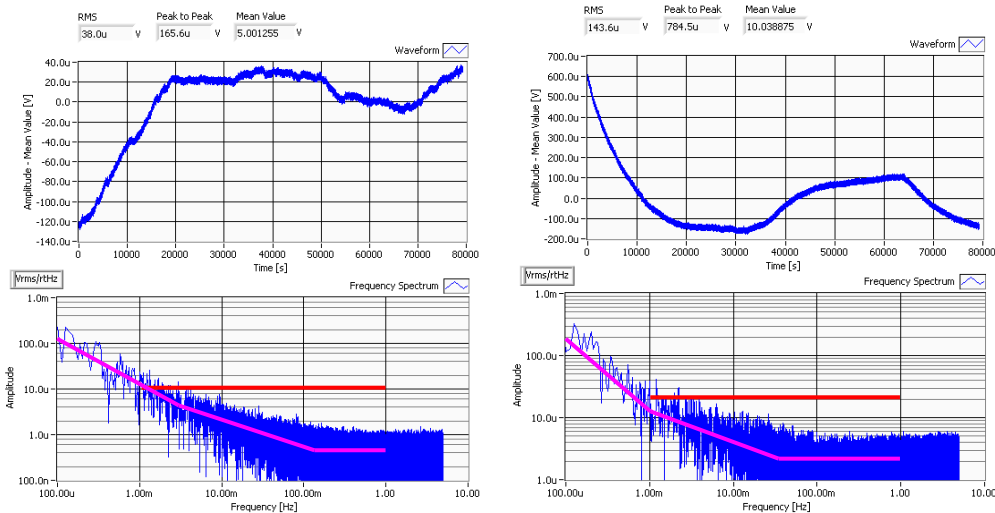 RMS Peak to Peak Mean Value
38.0u V 165.6u V 5.001255 V
Waveform
40.0u
20.0u
0.0
-20.0u
-40.0u
-60.0u
-80.0u
-100.0u
-120.0u
-140.0u
Amplitude - Mean Value [V]
0 10000 20000 30000 40000 50000 60000 70000 80000
Time [s]
Vrms/rtHz
Frequency Spectrum
1.0m
100.0u
10.0u
1.0u
100.0n
Amplitude
100.00u 1.00m 10.00m 100.00m 1.00 10.00
Frequency [Hz]
RMS Peak to Peak Mean Value
143.6u V 784.5u V 10.038875 V
Waveform
700.0u
600.0u
500.0u
400.0u
300.0u
200.0u
100.0u
0.0
-100.0u
-200.0u
Amplitude - Mean Value [V]
0 10000 20000 30000 40000 50000 60000 70000 80000
Time [s]
Vrms/rtHz
Frequency Spectrum
1.0m
100.0u
10.0u
1.0u
Amplitude
100.00u 1.00m 10.00m 100.00m 1.00 10.00
Frequency [Hz]